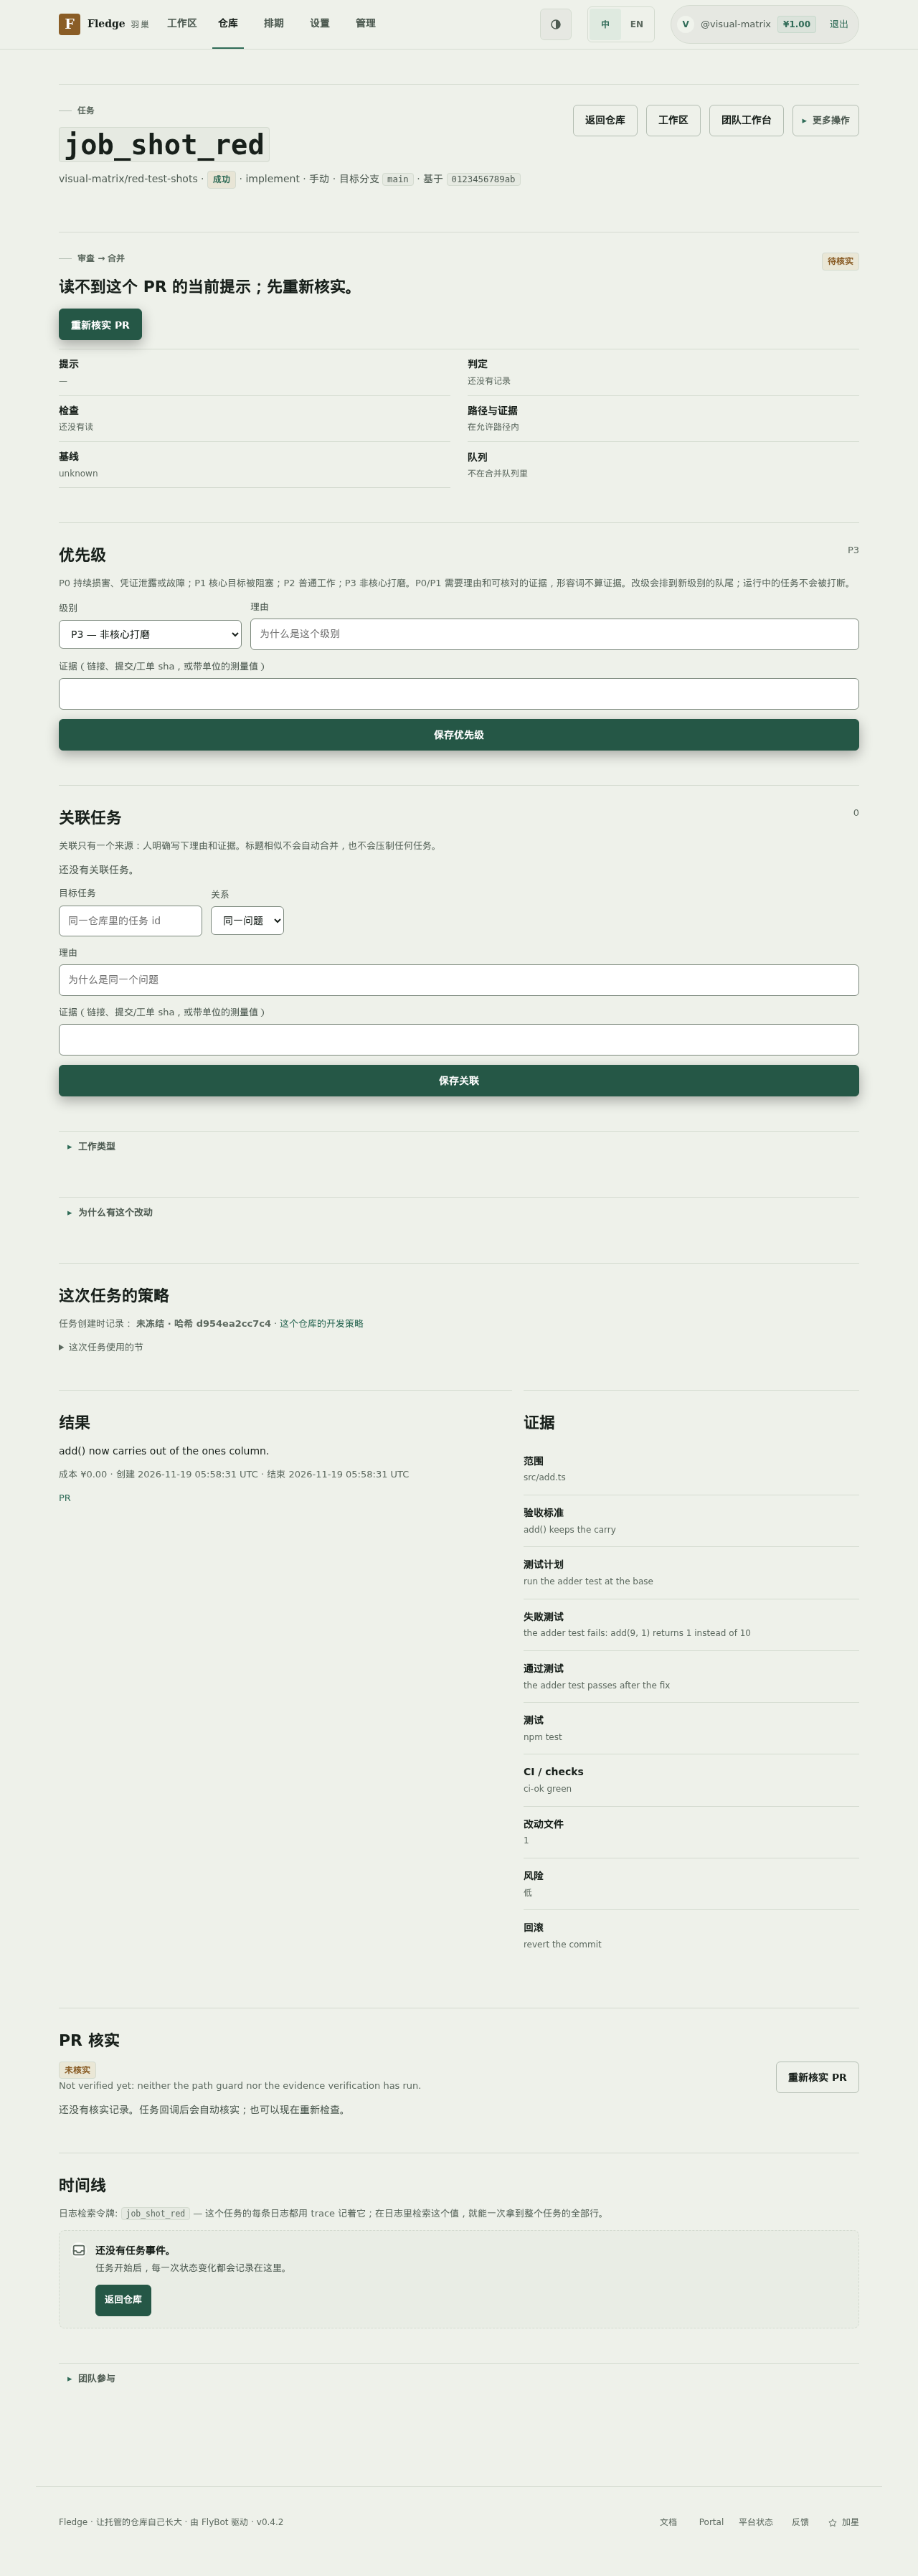 F Fledge 羽巢 工作区 仓库 排期 设置 管理 中 EN V @visual-matrix ¥1.00 退出
任务
返回仓库 工作区 团队工作台 ▸ 更多操作
job_shot_red
visual-matrix/red-test-shots · 成功 · implement · 手动 · 目标分支 main · 基于 0123456789ab
审查 → 合并 待核实
读不到这个 PR 的当前提示；先重新核实。
重新核实 PR
提示 判定
— 还没有记录
检查 路径与证据
还没有读 在允许路径内
基线 队列
unknown 不在合并队列里
优先级 P3
P0 持续损害、凭证泄露或故障；P1 核心目标被阻塞；P2 普通工作；P3 非核心打磨。P0/P1 需要理由和可核对的证据，形容词不算证据。改级会排到新级别的队尾；运行中的任务不会被打断。
级别 理由
P3 — 非核心打磨 为什么是这个级别
证据（链接、提交/工单 sha，或带单位的测量值）
保存优先级
关联任务 0
关联只有一个来源：人明确写下理由和证据。标题相似不会自动合并，也不会压制任何任务。
还没有关联任务。
目标任务 关系
同一仓库里的任务 id 同一问题
理由
为什么是同一个问题
证据（链接、提交/工单 sha，或带单位的测量值）
保存关联
▸ 工作类型
▸ 为什么有这个改动
这次任务的策略
任务创建时记录： 未冻结 · 哈希 d954ea2cc7c4 · 这个仓库的开发策略
▶ 这次任务使用的节
结果
add() now carries out of the ones column.
成本 ¥0.00 · 创建 2026-11-19 05:58:31 UTC · 结束 2026-11-19 05:58:31 UTC
PR
证据
范围
src/add.ts
验收标准
add() keeps the carry
测试计划
run the adder test at the base
失败测试
the adder test fails: add(9, 1) returns 1 instead of 10
通过测试
the adder test passes after the fix
测试
npm test
CI / checks
ci-ok green
改动文件
1
风险
低
回滚
revert the commit
PR 核实
未核实 重新核实 PR
Not verified yet: neither the path guard nor the evidence verification has run.
还没有核实记录。任务回调后会自动核实；也可以现在重新检查。
时间线
日志检索令牌: job_shot_red — 这个任务的每条日志都用 trace 记着它；在日志里检索这个值，就能一次拿到整个任务的全部行。
还没有任务事件。
任务开始后，每一次状态变化都会记录在这里。
返回仓库
▸ 团队参与
Fledge · 让托管的仓库自己长大 · 由 FlyBot 驱动 · v0.4.2 文档 Portal 平台状态 反馈 ☆ 加星